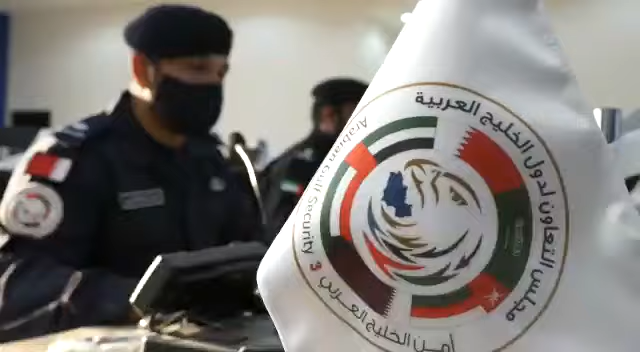 مجلس التعاون لدول الخليج العربية
Arabian Gulf Security 3
أمن الخليج العربي